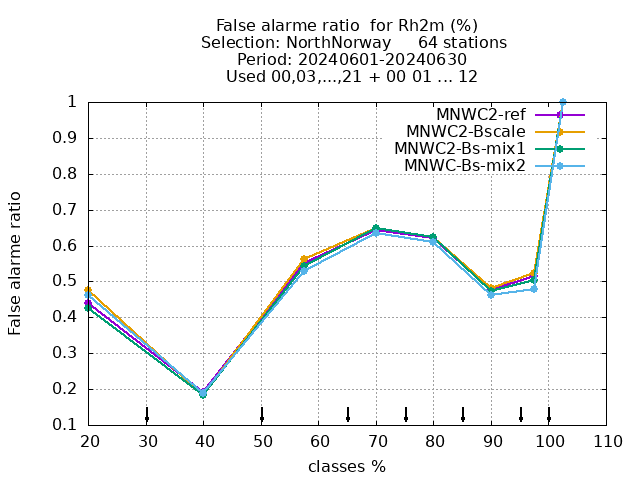 False alarme ratio  for Rh2m (%)
Selection: NorthNorway     64 stations
Period: 20240601-20240630
Used 00,03,...,21 + 00 01 ... 12
MNWC2-ref
MNWC2-Bscale
MNWC2-Bs-mix1
MNWC-Bs-mix2
False alarme ratio
1
0.9
0.8
0.7
0.6
0.5
0.4
0.3
0.2
0.1
20 30 40 50 60 70 80 90 100 110
classes %